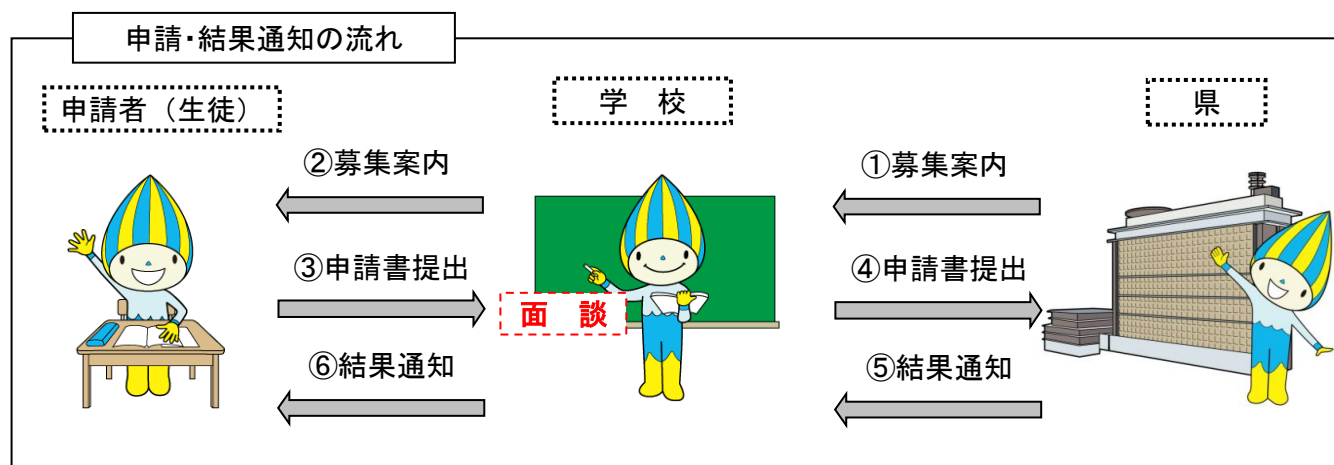 申請・結果通知の流れ
申請者（生徒）
学　校
県
②募集案内
①募集案内
③申請書提出
④申請書提出
面　談
⑥結果通知
⑤結果通知